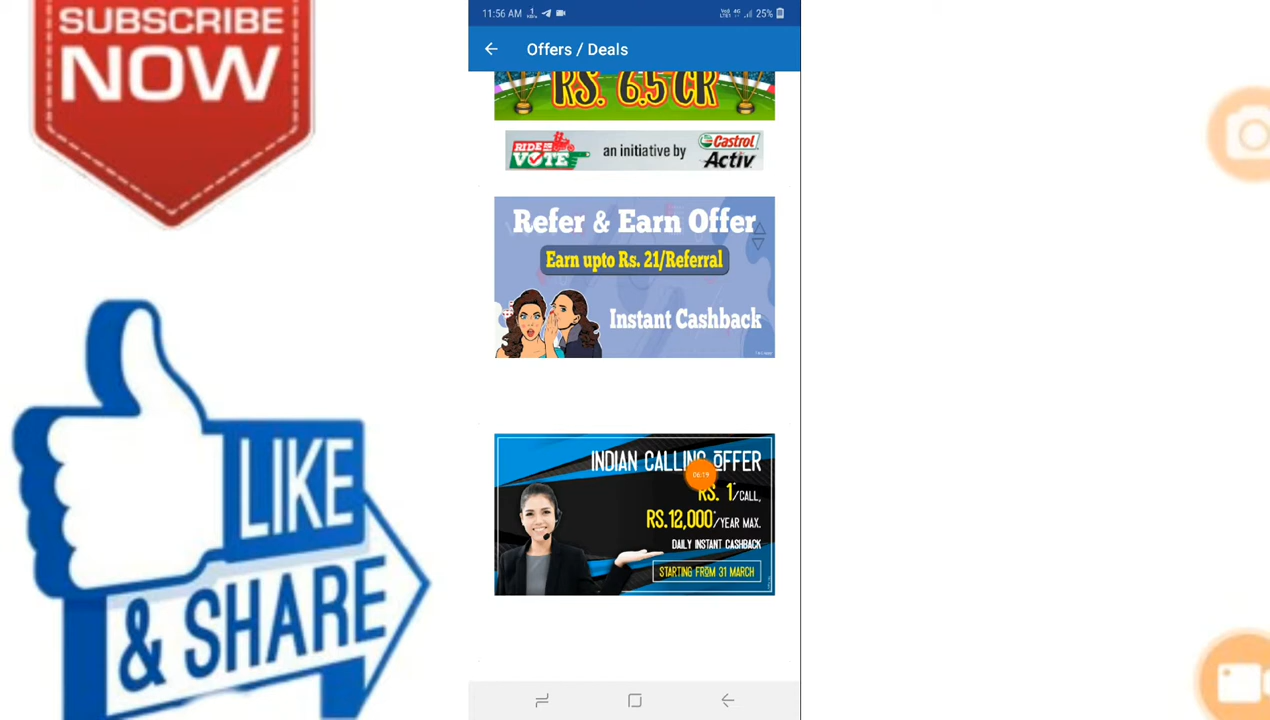 SUBSCRIBE
NOW
LIKE
& SHARE
11:56 AM
25%
Offers / Deals
RS. 6.5 CR
RIDE
VOTE
an initiative by
Castrol
Activ
Refer & Earn Offer
Earn upto Rs. 21/Referral
Instant Cashback
INDIAN CALLING OFFER
06:19
RS. 1*/CALL,
RS.12,000*/YEAR MAX.
DAILY INSTANT CASHBACK
STARTING FROM 31 MARCH